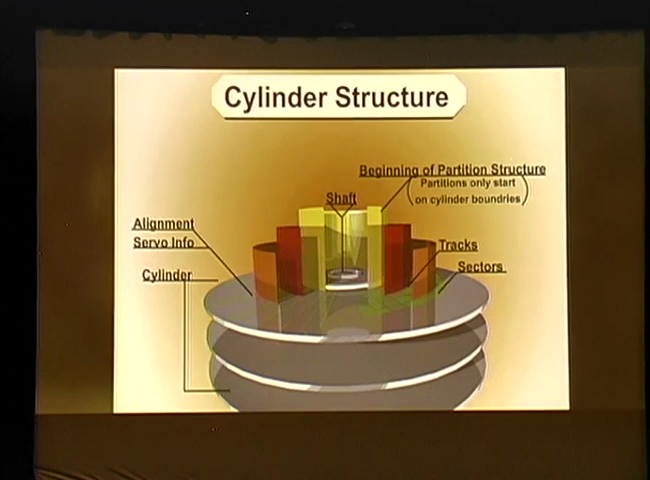 Cylinder Structure
Beginning of Partition Structure
Partitions only start
on cylinder boundries
Shaft
Alignment
Servo Info
Cylinder
Tracks
Sectors